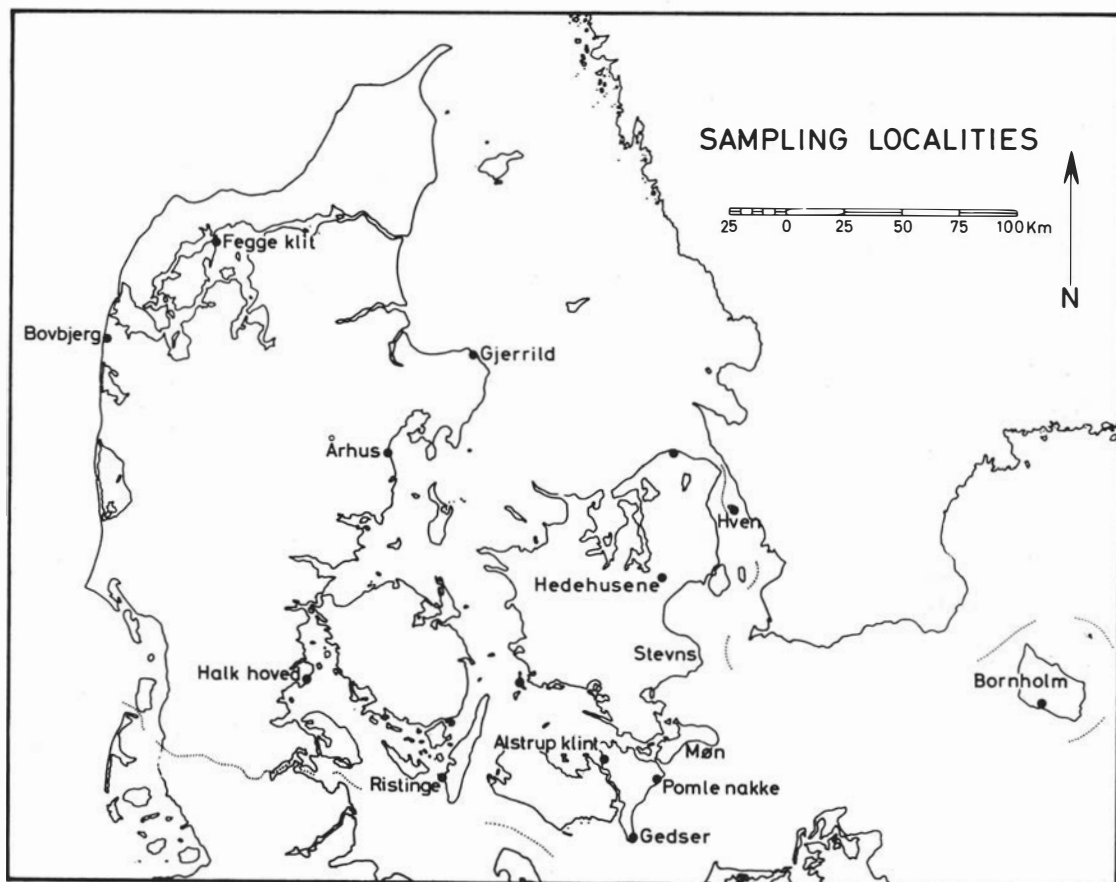 SAMPLING LOCALITIES
25 0 25 50 75 100 Km
N
Fegge klit
Bovbjerg
Gjerrild
Århus
Hven
Hedehusene
Stevns
Halk hoved
Bornholm
Alstrup klint
Møn
Ristinge
Pomle nakke
Gedser